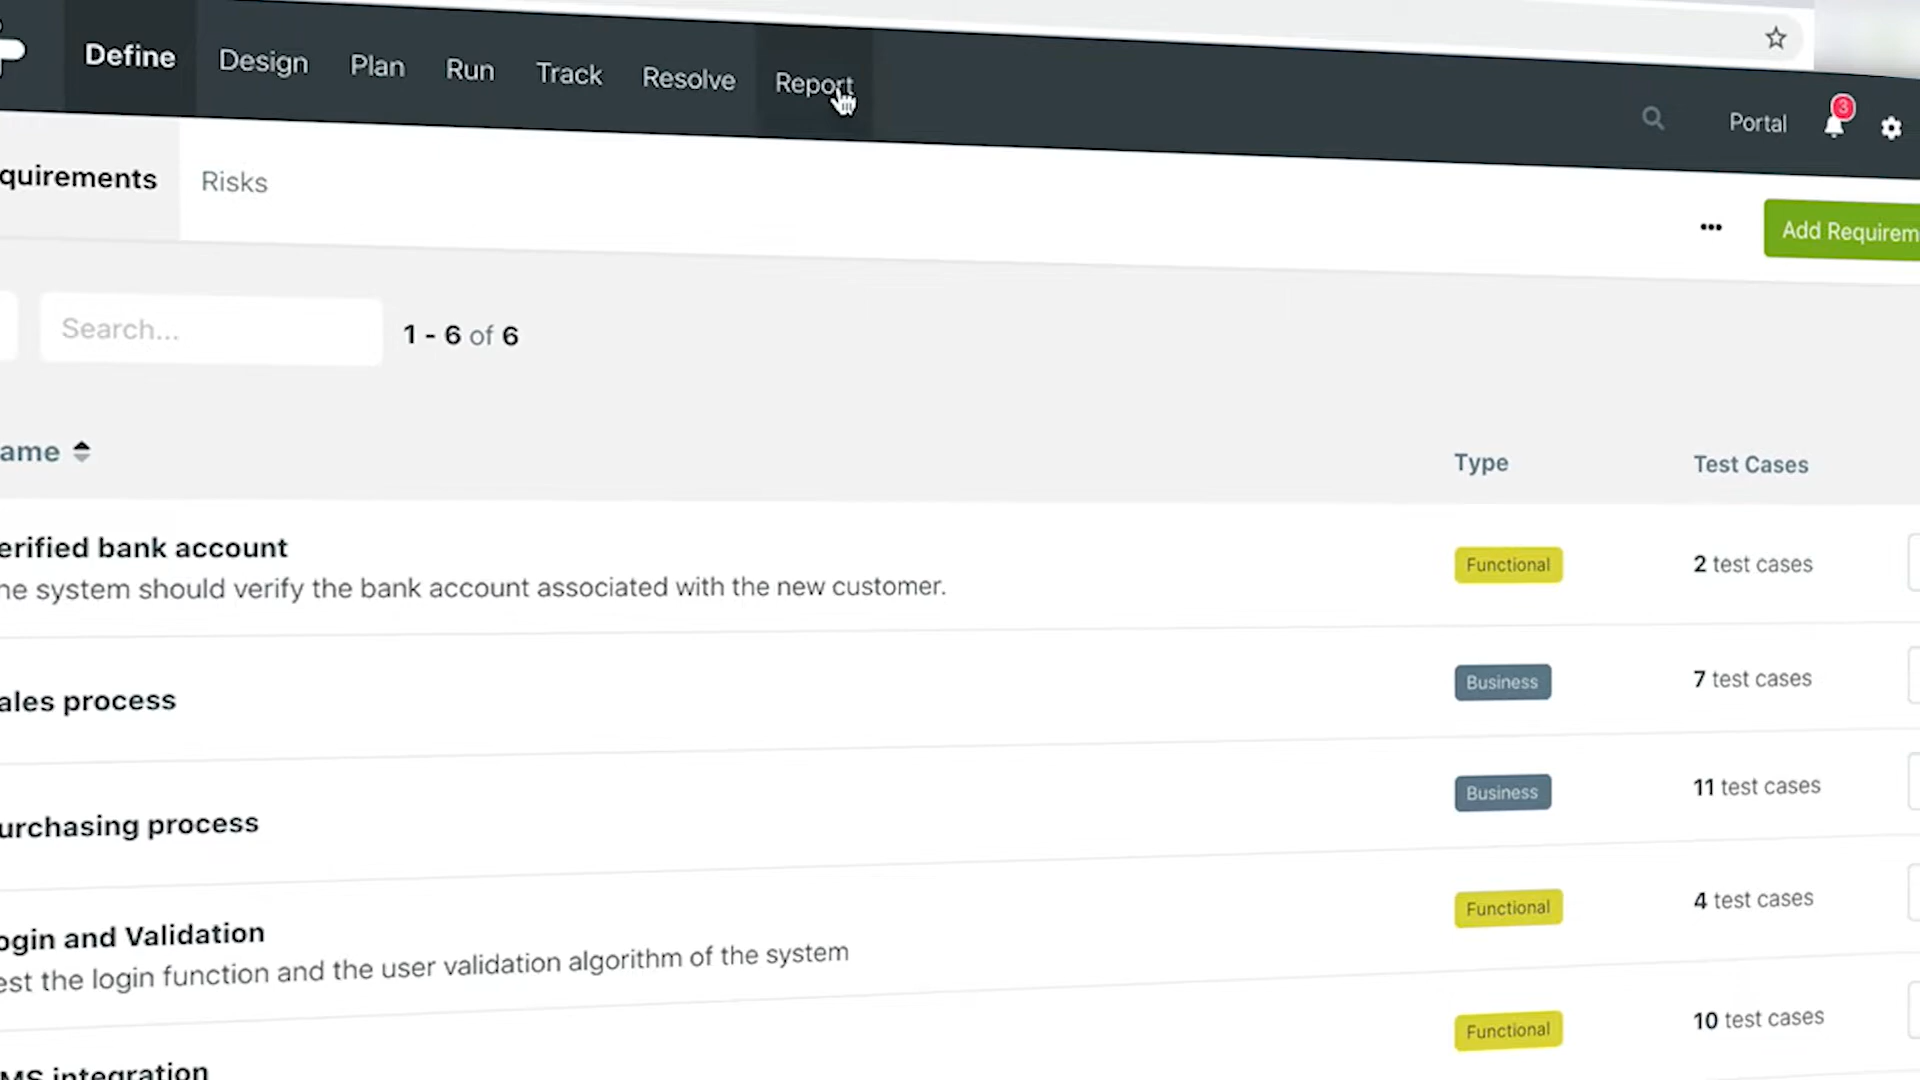 Define Design Plan Run Track Resolve Report
Portal 3
quirements Risks
Add Requirem
Search... 1 - 6 of 6
ame Type Test Cases
erified bank account
he system should verify the bank account associated with the new customer.
Functional 2 test cases
ales process Business 7 test cases
urchasing process Business 11 test cases
ogin and Validation
est the login function and the user validation algorithm of the system
Functional 4 test cases
Functional 10 test cases
MS integration